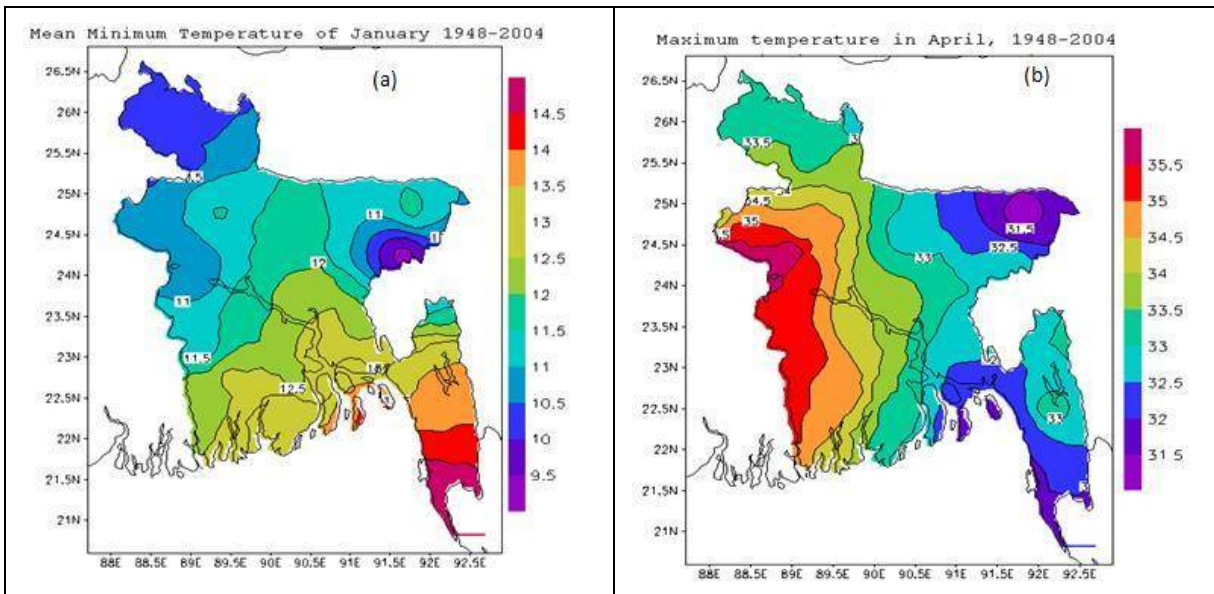 Mean Minimum Temperature of January 1948-2004
(a)
26.5N
26N
25.5N
25N
24.5N
24N
23.5N
23N
22.5N
22N
21.5N
21N
88E 88.5E 89E 89.5E 90E 90.5E 91E 91.5E 92E 92.5E
11
12
11
11.5
12.5
14.5
14
13.5
13
12.5
12
11.5
11
10.5
10
9.5
Maximum temperature in April, 1948-2004
(b)
26.5N
26N
25.5N
25N
24.5N
24N
23.5N
23N
22.5N
22N
21.5N
21N
88E 88.5E 89E 89.5E 90E 90.5E 91E 91.5E 92E 92.5E
33.5
34
34.5
35
31.5
32.5
33
33
35.5
35
34.5
34
33.5
33
32.5
32
31.5